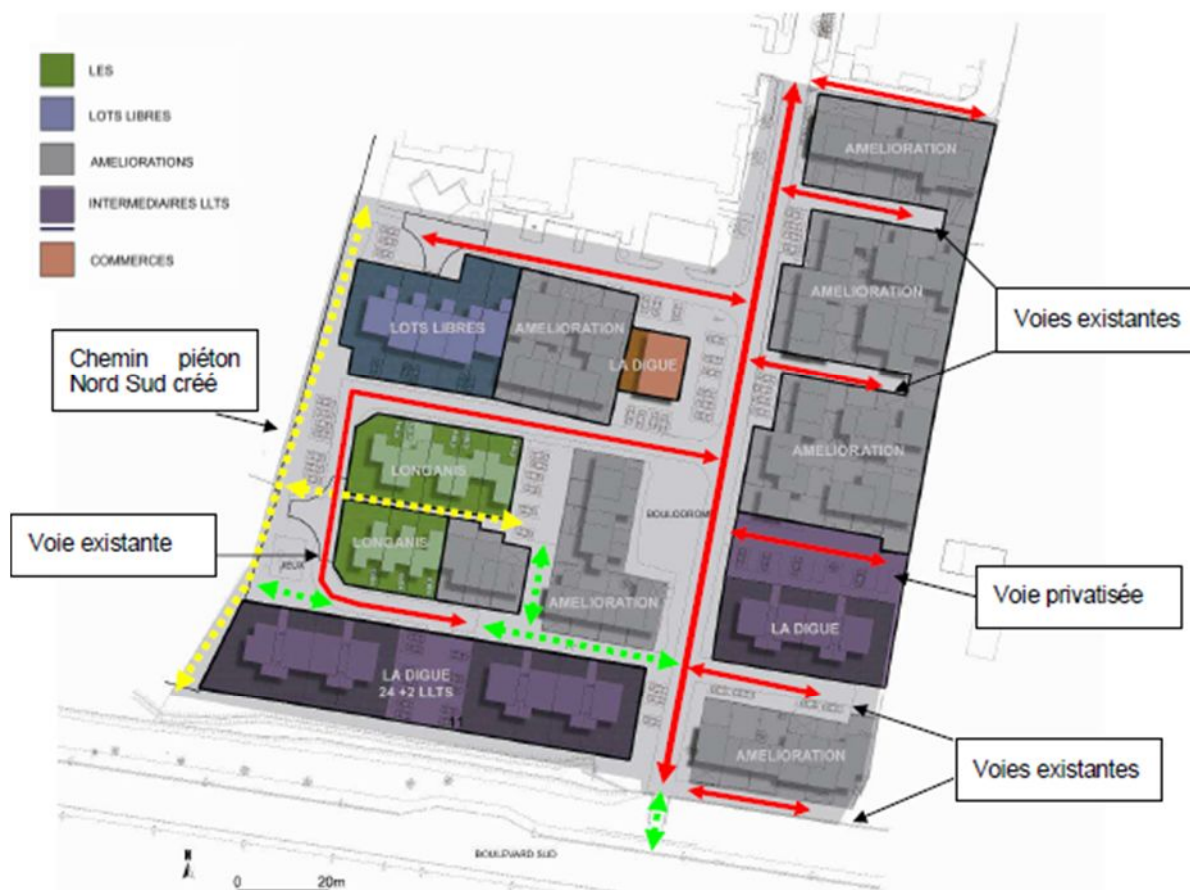 LES
LOTS LIBRES
AMELIORATIONS
INTERMEDIAIRES LLTS
COMMERCES
AMELIORATION
AMELIORATION
Voies existantes
LOTS LIBRES
AMELIORATION
LA DIGUE
Chemin piéton
Nord Sud créé
AMELIORATION
LONGANIS
BOULODROME
Voie existante
LONGANIS
JEUX
AMELIORATION
Voie privatisée
LA DIGUE
LA DIGUE
24 +2 LLTS
11
AMELIORATION
Voies existantes
BOULEVARD SUD
N
0 20m